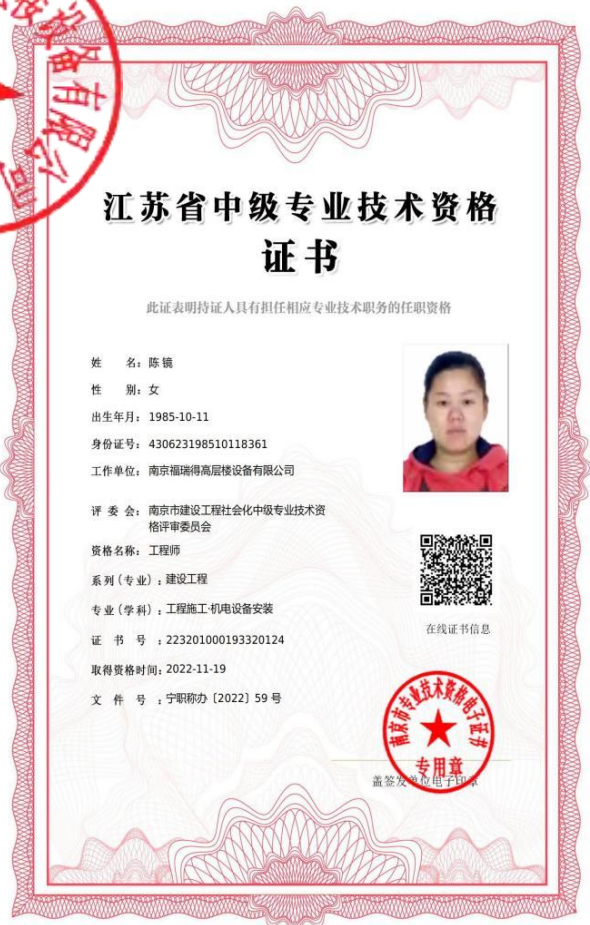 设备有限公司
江苏省中级专业技术资格
证书
此证表明持证人具有担任相应专业技术职务的任职资格
姓 名：陈镜
性 别：女
出生年月：1985-10-11
身份证号：430623198510118361
工作单位：南京福瑞得高层楼设备有限公司
评 委 会：南京市建设工程社会化中级专业技术资
格评审委员会
资格名称：工程师
系列（专业）：建设工程
专业（学科）：工程施工·机电设备安装
证 书 号 ：223201000193320124
取得资格时间：2022-11-19
文 件 号 ：宁职称办〔2022〕59 号
在线证书信息
南京市专业技术资格电子证书
专用章
盖签发单位电子印章